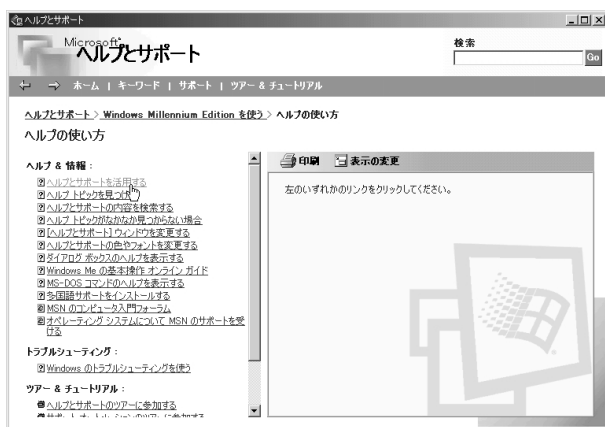 ヘルプとサポート
Microsoft
ヘルプとサポート
検索
Go
ホーム | キーワード | サポート | ツアー & チュートリアル
ヘルプとサポート > Windows Millennium Edition を使う > ヘルプの使い方
ヘルプの使い方
ヘルプ & 情報 :
ヘルプとサポートを活用する
ヘルプ トピックを見つける
ヘルプとサポートの内容を検索する
ヘルプ トピックがなかなか見つからない場合
[ヘルプとサポート] ウィンドウを変更する
ヘルプとサポートの色やフォントを変更する
ダイアログ ボックスのヘルプを表示する
Windows Me の基本操作 オンライン ガイド
MS-DOS コマンドのヘルプを表示する
多国語サポートをインストールする
MSN のコンピュータ入門フォーラム
オペレーティング システムについて MSN のサポートを受
ける
トラブルシューティング :
Windows のトラブルシューティングを使う
ツアー & チュートリアル :
ヘルプとサポートのツアーに参加する
印刷 表示の変更
左のいずれかのリンクをクリックしてください。